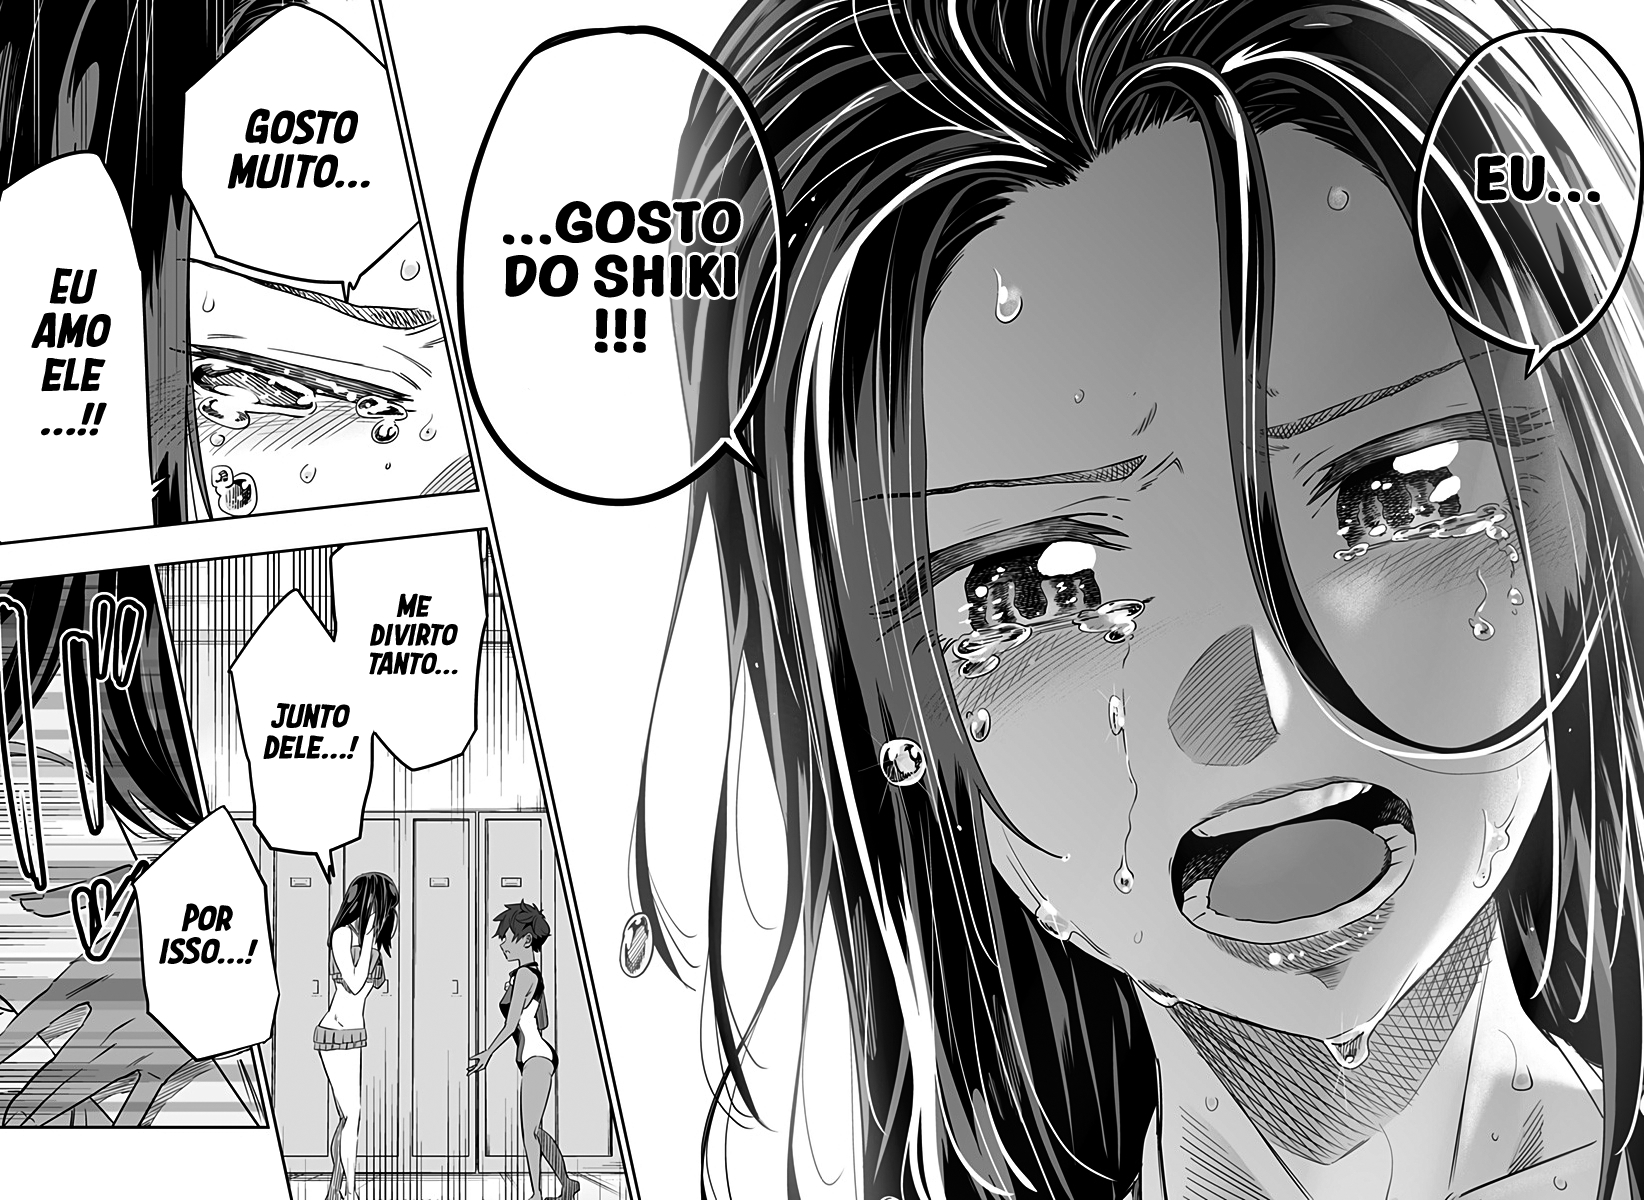 EU...
...GOSTO
DO SHIKI
!!!
GOSTO
MUITO...
EU
AMO
ELE
....!!
ME
DIVIRTO
TANTO...
JUNTO
DELE...!
POR
ISSO...!